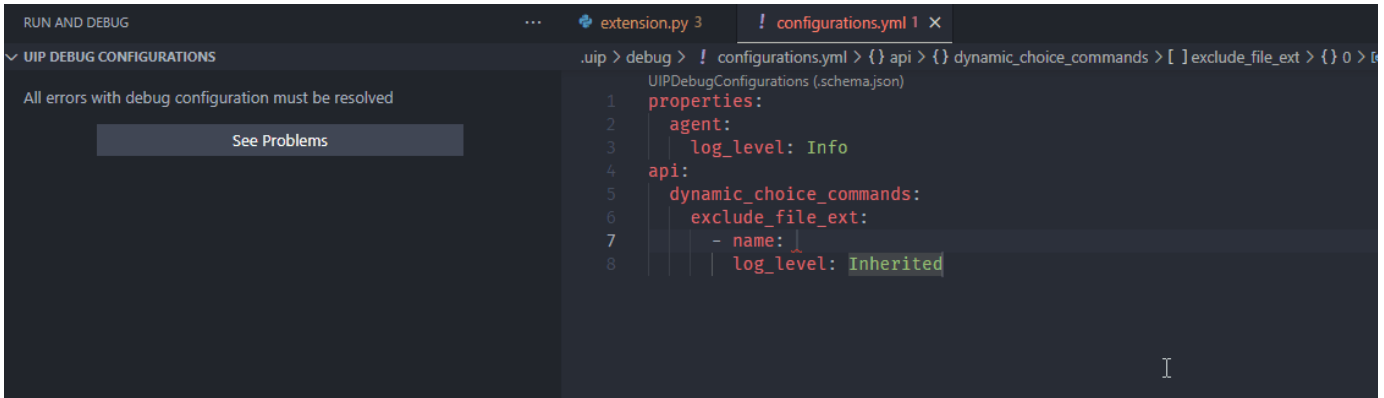 RUN AND DEBUG ...
UIP DEBUG CONFIGURATIONS
All errors with debug configuration must be resolved
See Problems
extension.py 3 ! configurations.yml 1 ×
.uip > debug > ! configurations.yml > {} api > {} dynamic_choice_commands > [ ] exclude_file_ext > {} 0 >
UIPDebugConfigurations (.schema.json)
1 properties:
2 agent:
3 log_level: Info
4 api:
5 dynamic_choice_commands:
6 exclude_file_ext:
7 - name:
8 log_level: Inherited